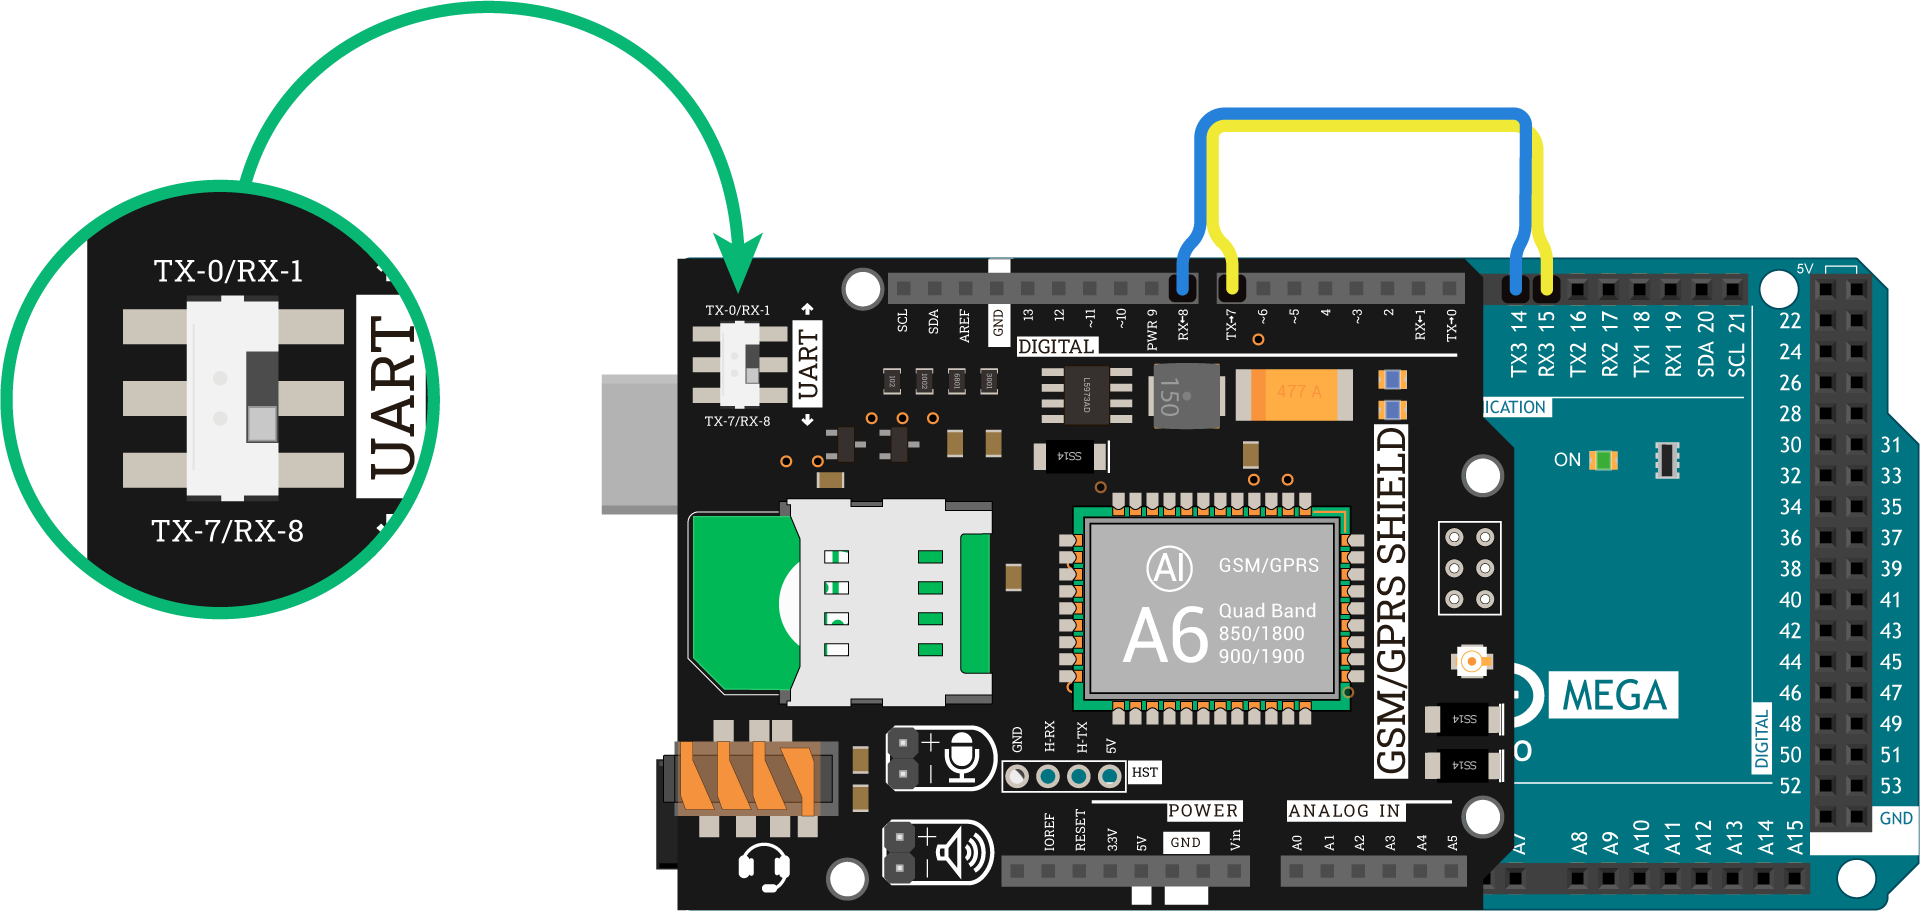 TX-0/RX-1
UART
TX-7/RX-8
TX-0/RX-1
UART
TX-7/RX-8
SCL
SDA
AREF
GND
13
12
~11
~10
PWR 9
RX←8
TX→7
~6
~5
4
~3
2
RX←1
TX→0
DIGITAL
TX3 14
RX3 15
TX2 16
RX2 17
TX1 18
RX1 19
SDA 20
SCL 21
ICATION
5V
22
24
26
28
30 31
32 33
34 35
36 37
38 39
40 41
42 43
44 45
46 47
48 49
50 51
52 53
GND
DIGITAL
ON
102
1002
6801
3001
L5973AD
150
477 A
SS14
GSM/GPRS SHIELD
AI
GSM/GPRS
A6
Quad Band
850/1800
900/1900
MEGA
O
SS14
SS14
GND
H-RX
H-TX
5V
HST
+
−
+
−
POWER
IOREF
RESET
3.3V
5V
GND
Vin
ANALOG IN
A0
A1
A2
A3
A4
A5
A7
A8
A9
A10
A11
A12
A13
A14
A15